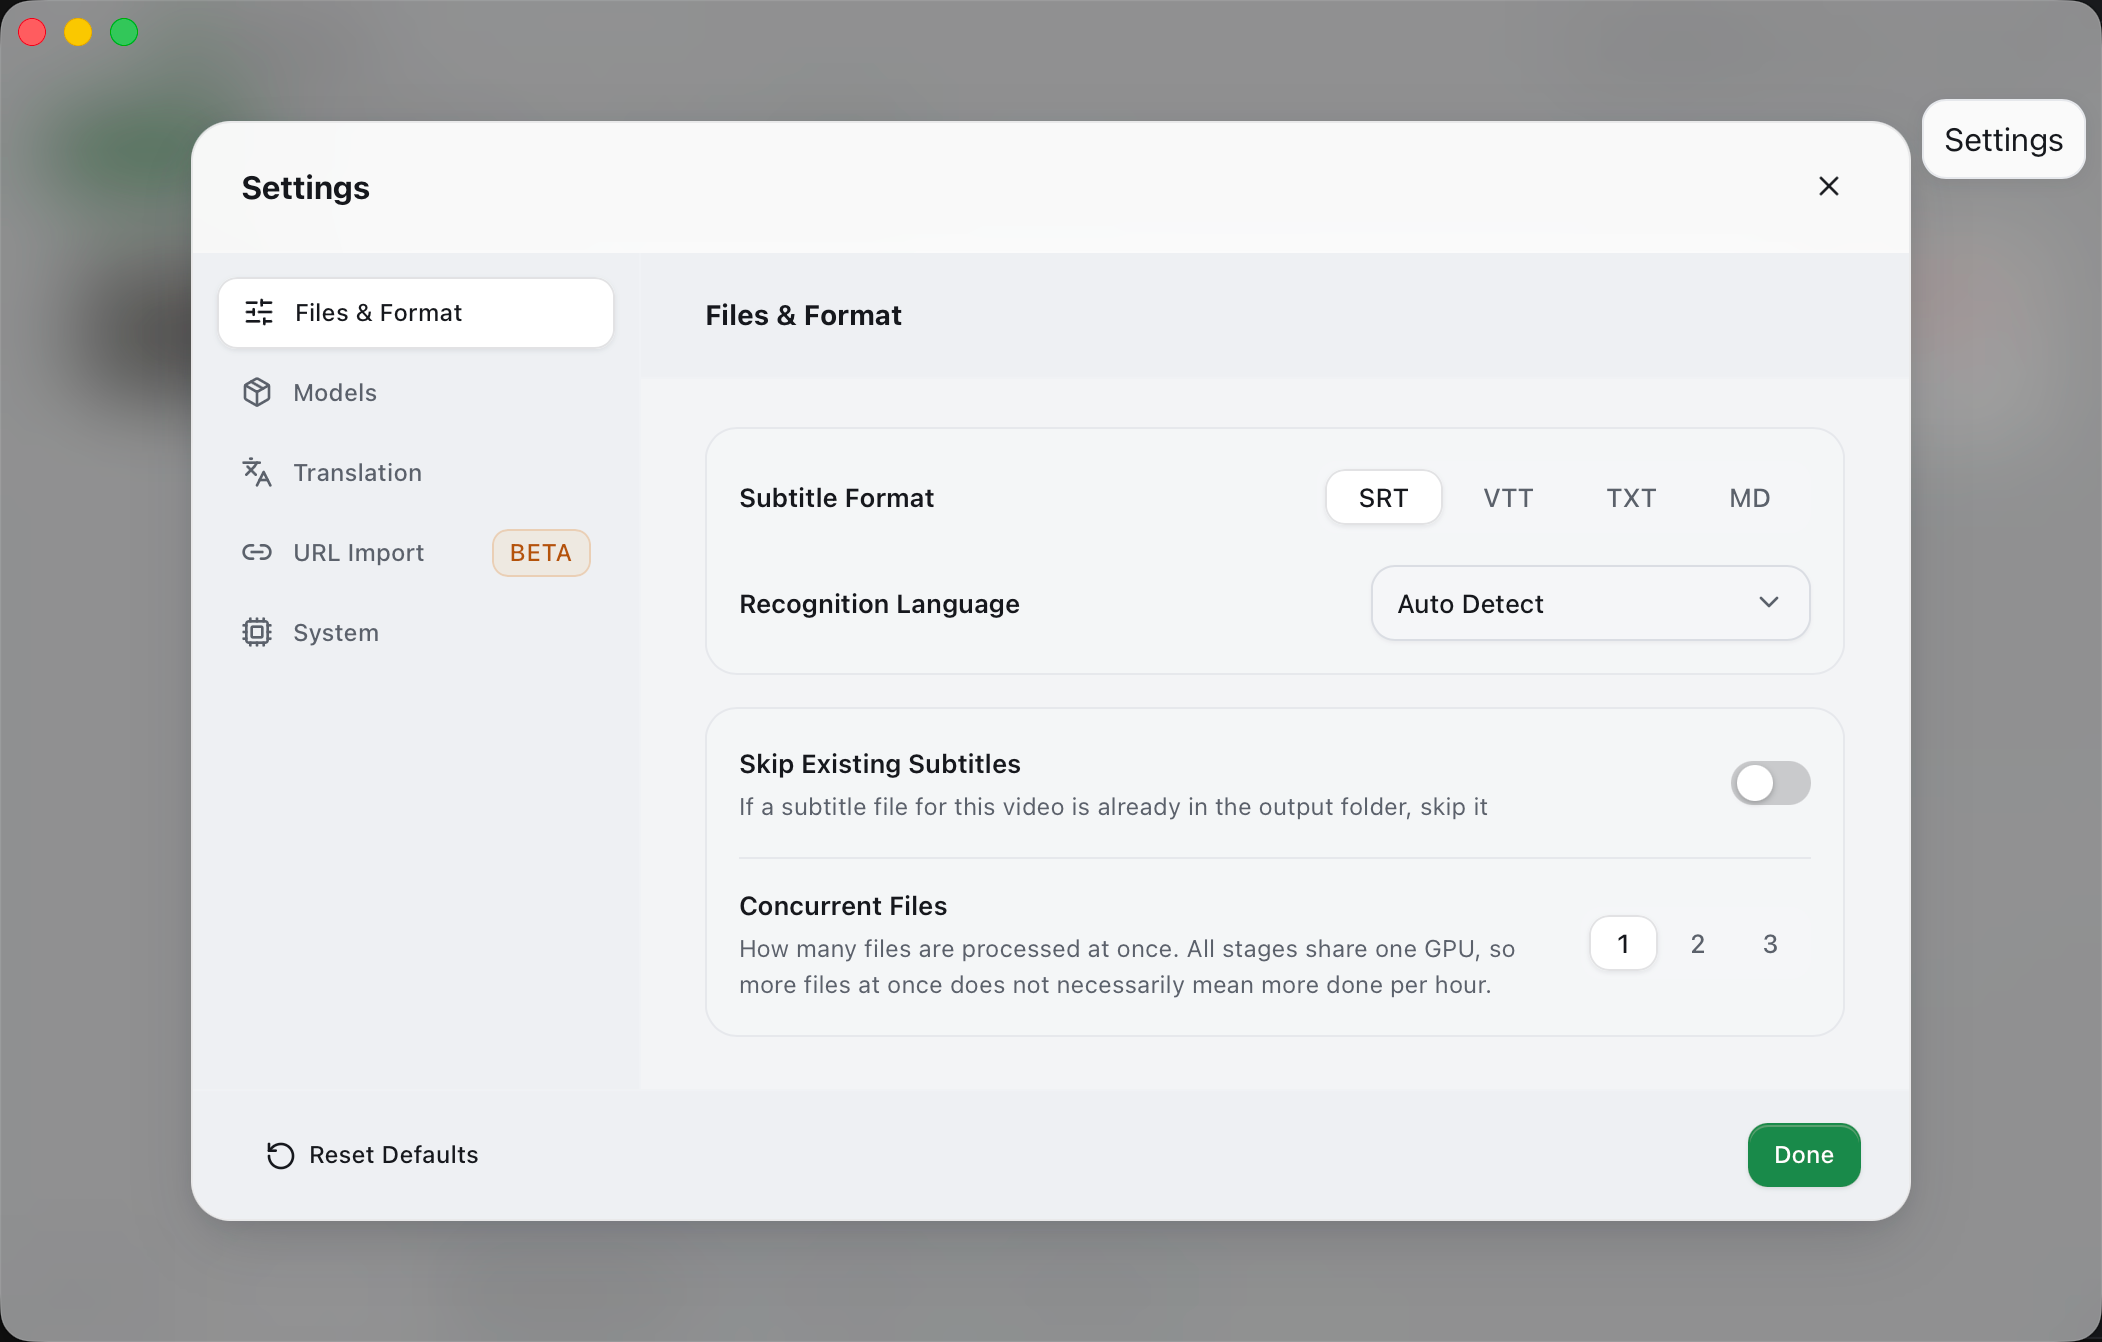 Settings
Settings
Files & Format
Models
Translation
URL Import BETA
System
Files & Format
Subtitle Format SRT VTT TXT MD
Recognition Language Auto Detect
Skip Existing Subtitles
If a subtitle file for this video is already in the output folder, skip it
Concurrent Files
How many files are processed at once. All stages share one GPU, so
more files at once does not necessarily mean more done per hour.
1 2 3
Reset Defaults
Done